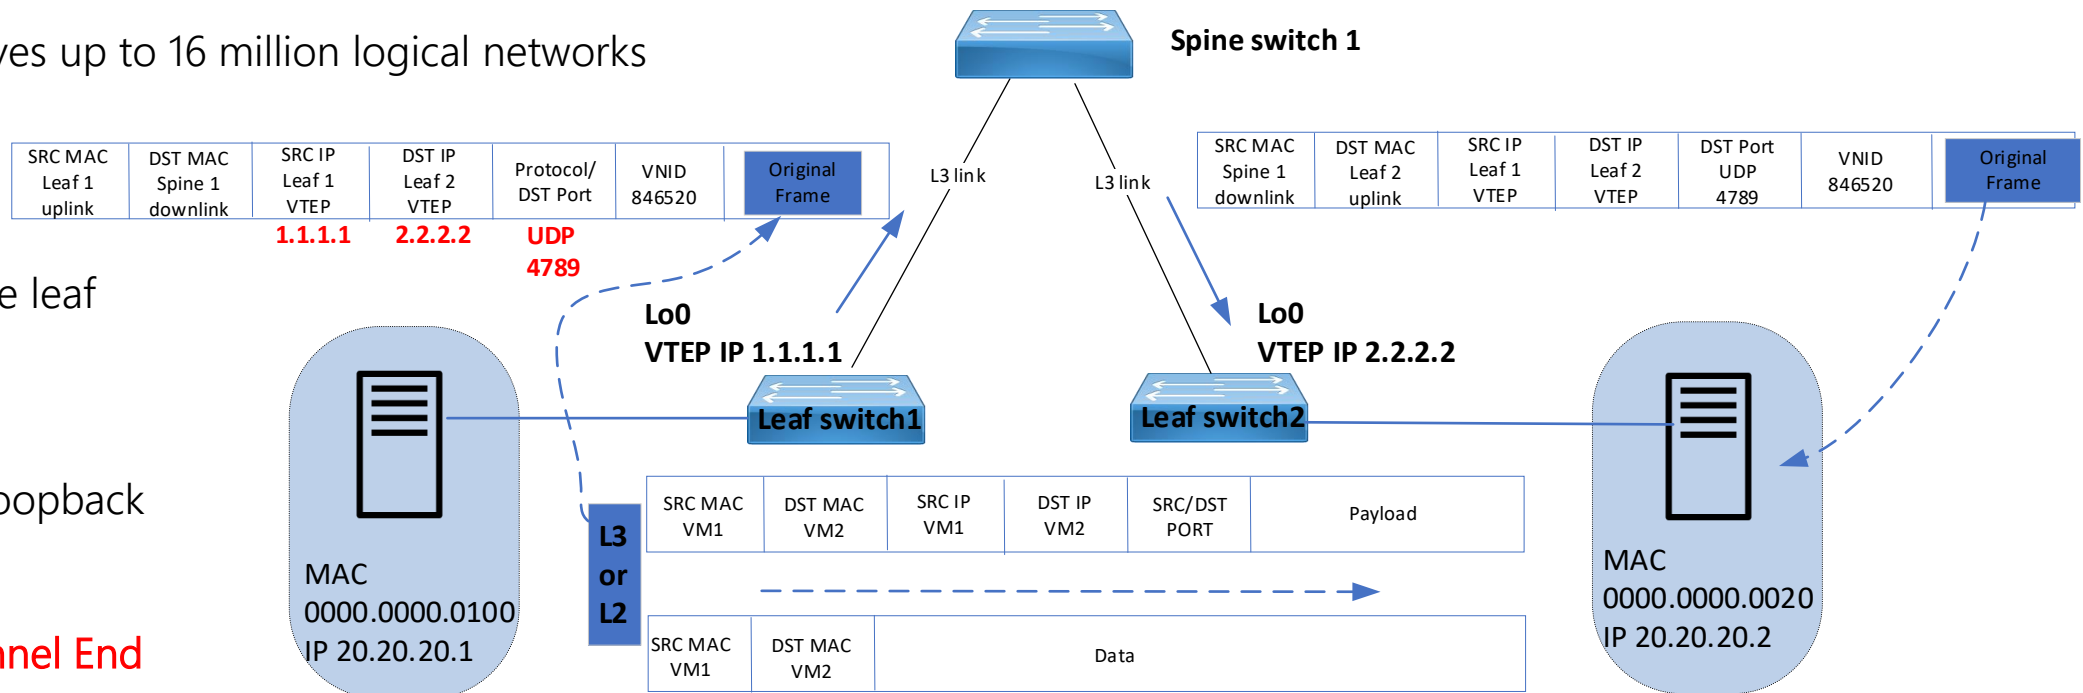 ves up to 16 million logical networks
Spine switch 1
SRC MAC
Leaf 1
uplink
DST MAC
Spine 1
downlink
SRC IP
Leaf 1
VTEP
DST IP
Leaf 2
VTEP
Protocol/
DST Port
VNID
846520
Original
Frame
1.1.1.1
2.2.2.2
UDP
4789
L3 link
L3 link
SRC MAC
Spine 1
downlink
DST MAC
Leaf 2
uplink
SRC IP
Leaf 1
VTEP
DST IP
Leaf 2
VTEP
DST Port
UDP
4789
VNID
846520
Original
Frame
e leaf
Lo0
VTEP IP 1.1.1.1
Lo0
VTEP IP 2.2.2.2
Leaf switch1
Leaf switch2
oopback
L3
or
L2
SRC MAC
VM1
DST MAC
VM2
SRC IP
VM1
DST IP
VM2
SRC/DST
PORT
Payload
MAC
0000.0000.0100
IP 20.20.20.1
MAC
0000.0000.0020
IP 20.20.20.2
nnel End
SRC MAC
VM1
DST MAC
VM2
Data